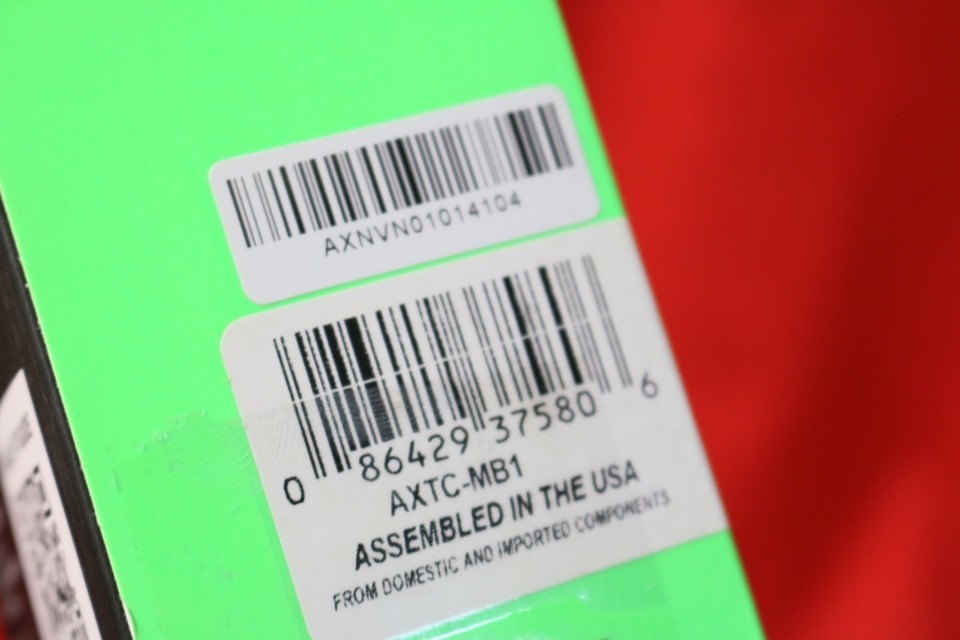 AXNVN01014104
0 86429 37580 6
AXTC-MB1
ASSEMBLED IN THE USA
FROM DOMESTIC AND IMPORTED COMPONENTS